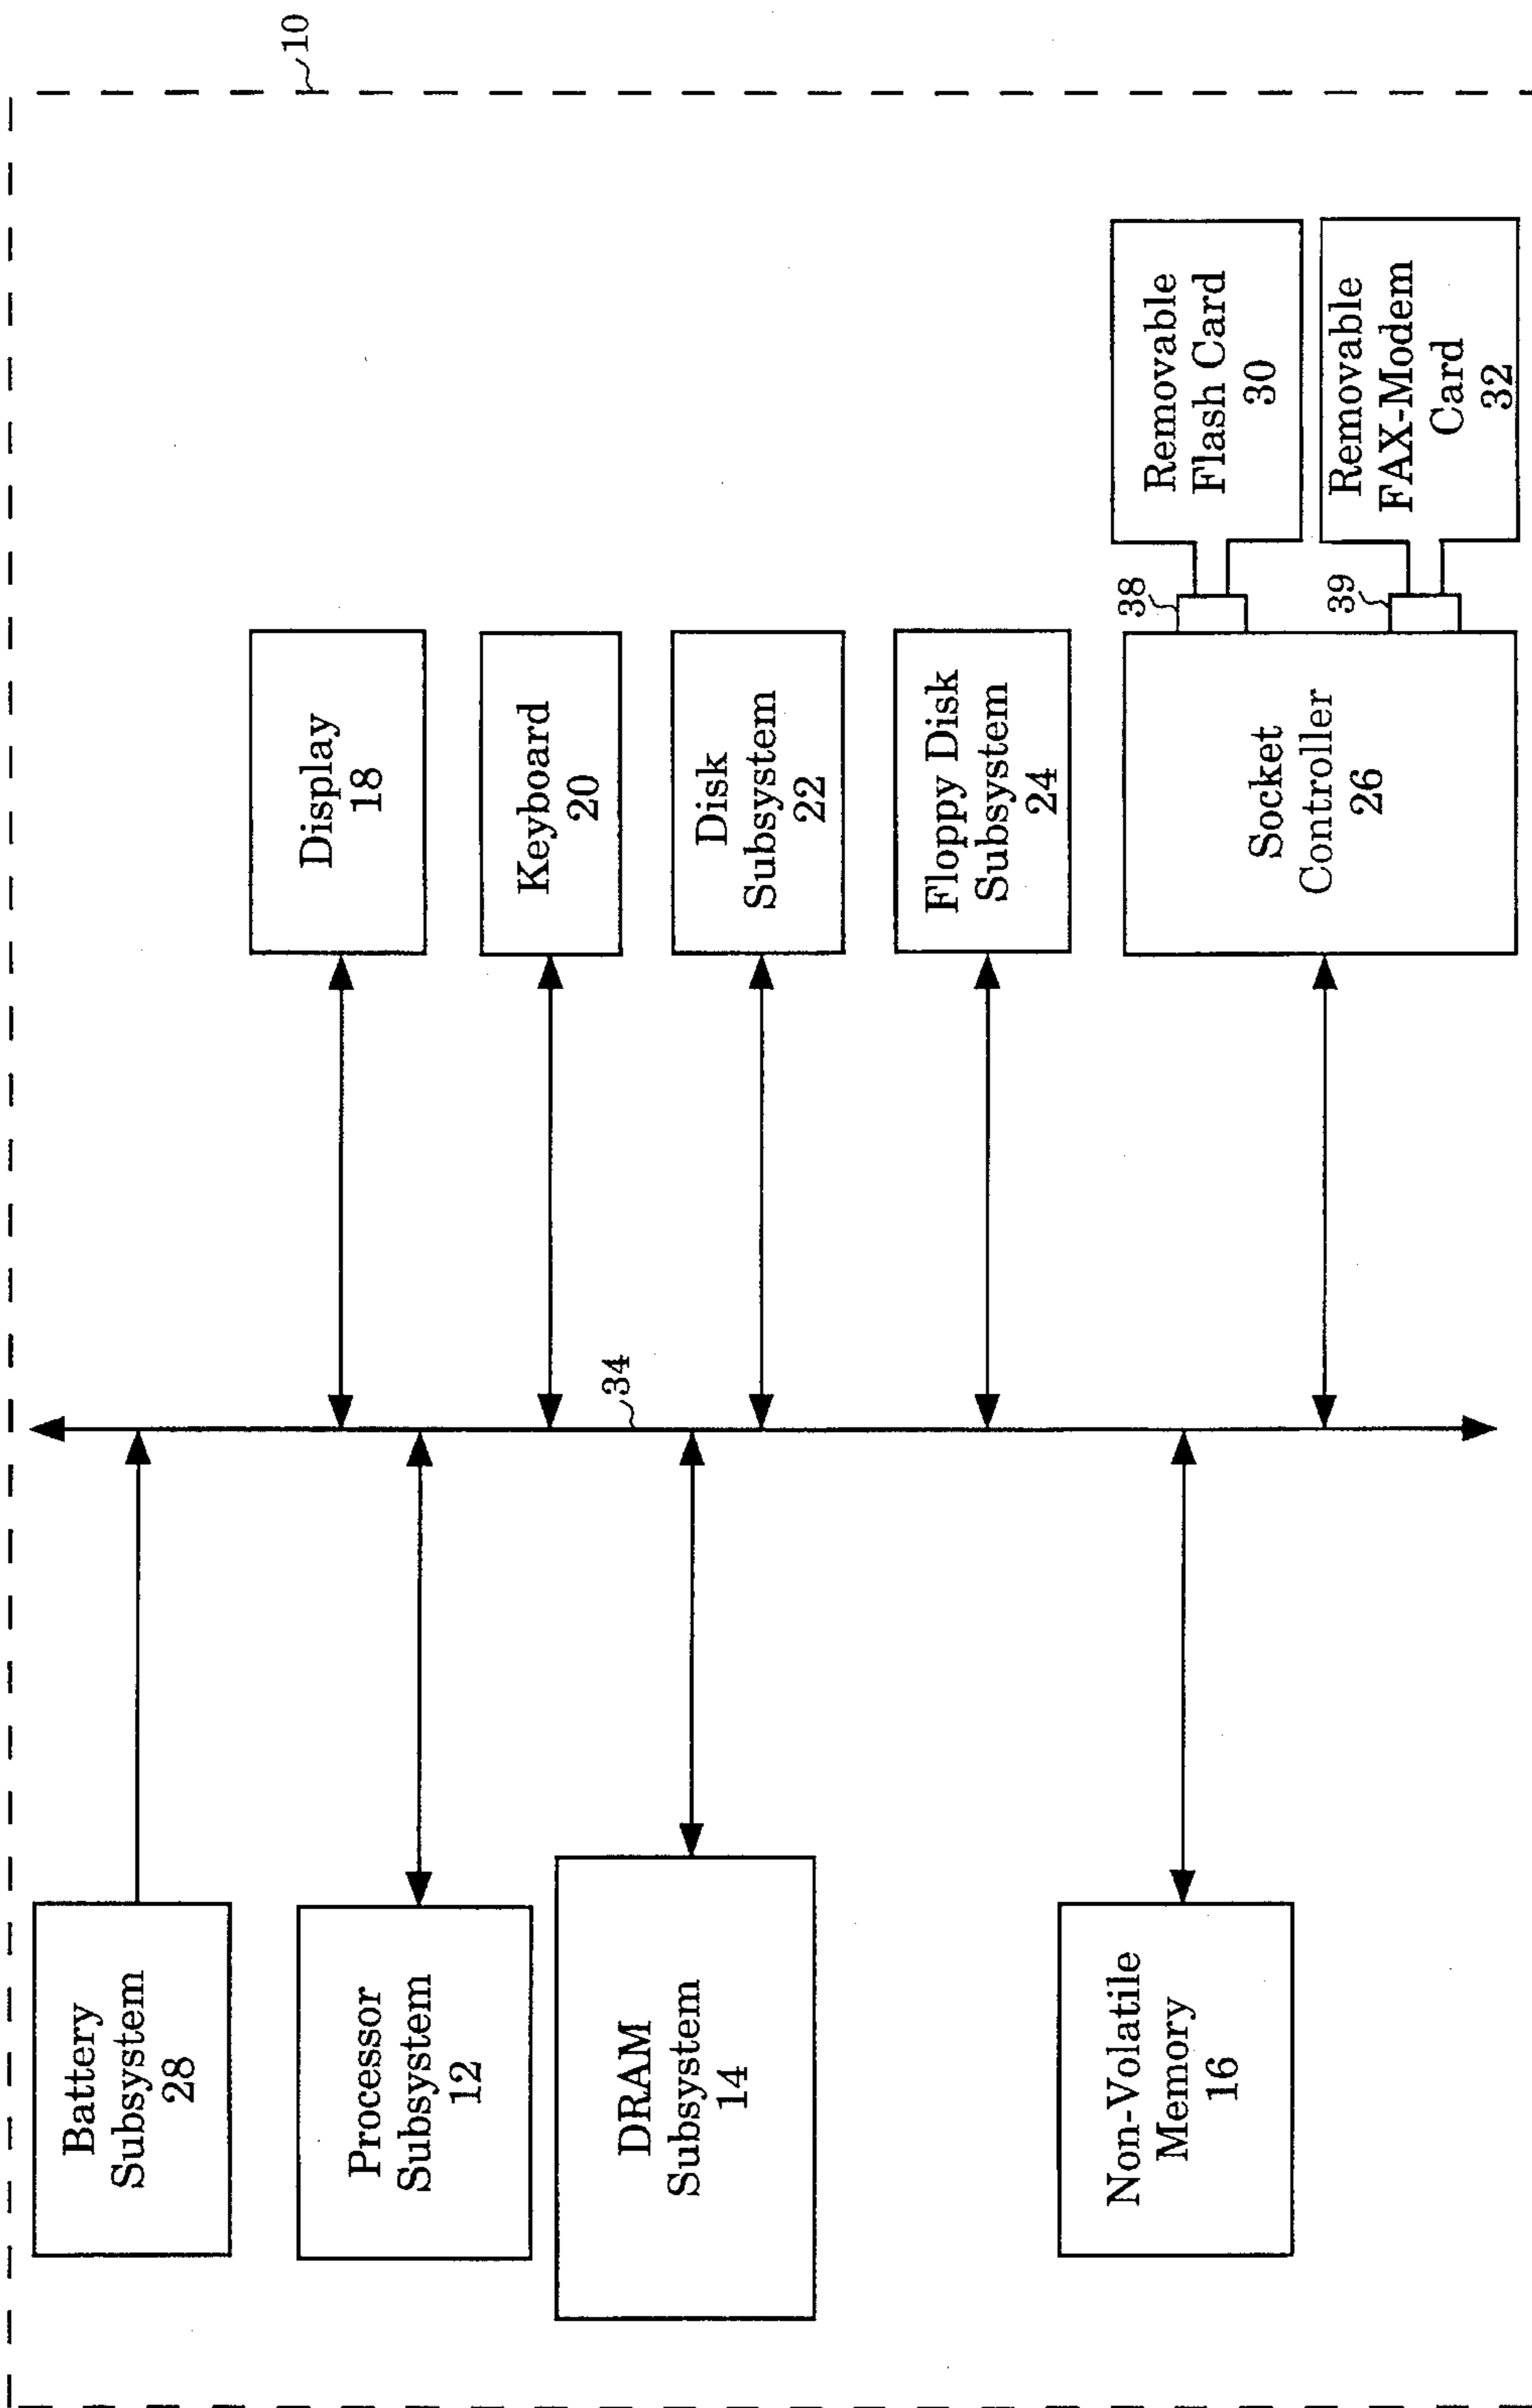 10
Battery
Subsystem
28
Processor
Subsystem
12
DRAM
Subsystem
14
Non-Volatile
Memory
16
34
Display
18
Keyboard
20
Disk
Subsystem
22
Floppy Disk
Subsystem
24
Socket
Controller
26
38
39
Removable
Flash Card
30
Removable
FAX-Modem
Card
32